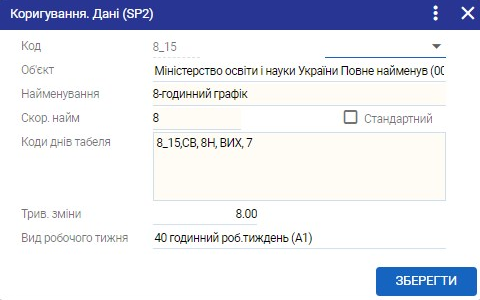 Коригування. Дані (SP2)
Код 8_15
Об'єкт Міністерство освіти і науки України Повне найменув (00
Найменування 8-годинний графік
Скор. найм 8 Стандартний
Коди днів табеля 8_15,СВ, 8Н, ВИХ, 7
Трив. зміни 8.00
Вид робочого тижня 40 годинний роб.тиждень (А1)
ЗБЕРЕГТИ